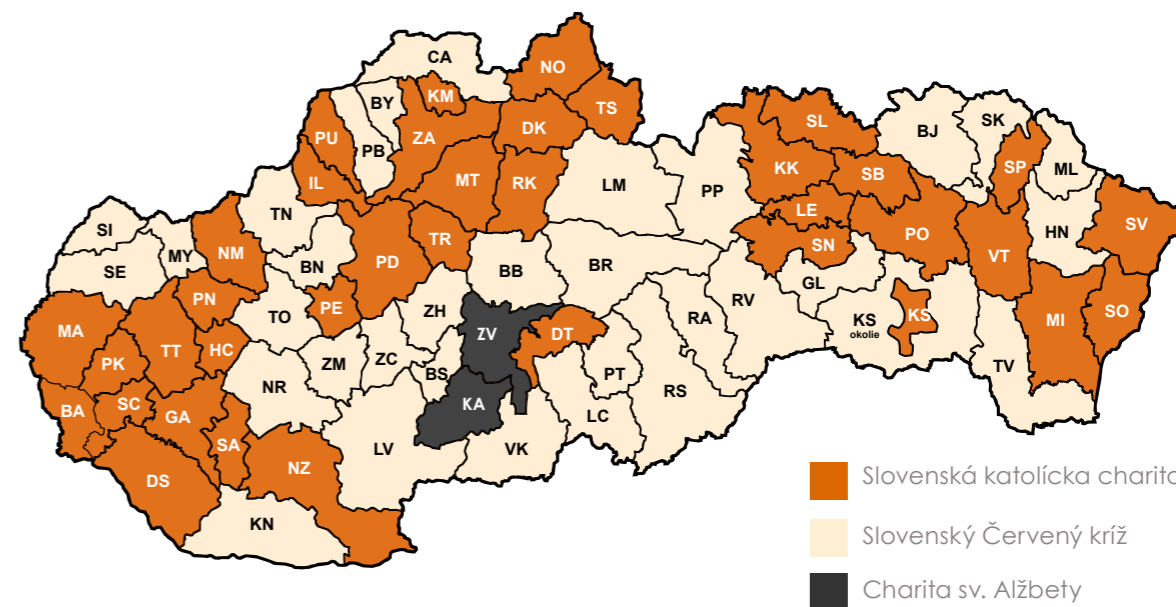 CA
NO
BY
KM
TS
PU
PB
ZA
DK
SL
BJ
SK
IL
MT
RK
LM
PP
KK
SB
SP
ML
TN
LE
SI
MY
NM
BN
PD
TR
BB
BR
SN
PO
VT
HN
SV
SE
RV
GL
PN
PE
TO
ZH
ZV
DT
RA
KS
okolie
KS
MI
SO
MA
PK
TT
HC
ZM
ZC
BS
PT
TV
NR
RS
BA
SC
GA
KA
LC
SA
NZ
LV
VK
DS
KN
Slovenská katolícka charita
Slovenský Červený kríž
Charita sv. Alžbety